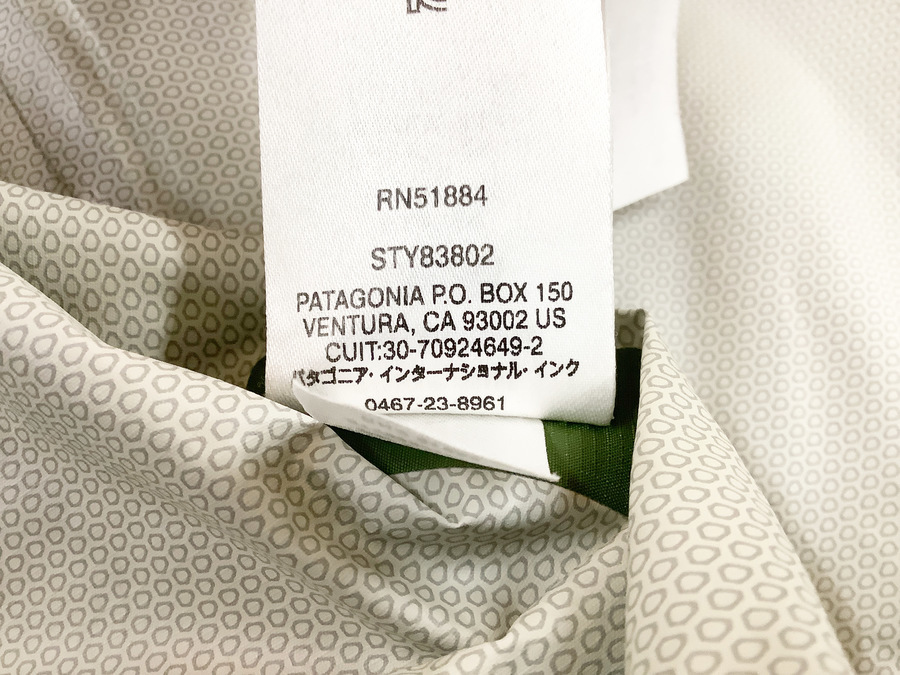 RN51884
STY83802
PATAGONIA P.O. BOX 150
VENTURA, CA 93002 US
CUIT:30-70924649-2
パタゴニア・インターナショナル・インク
0467-23-8961